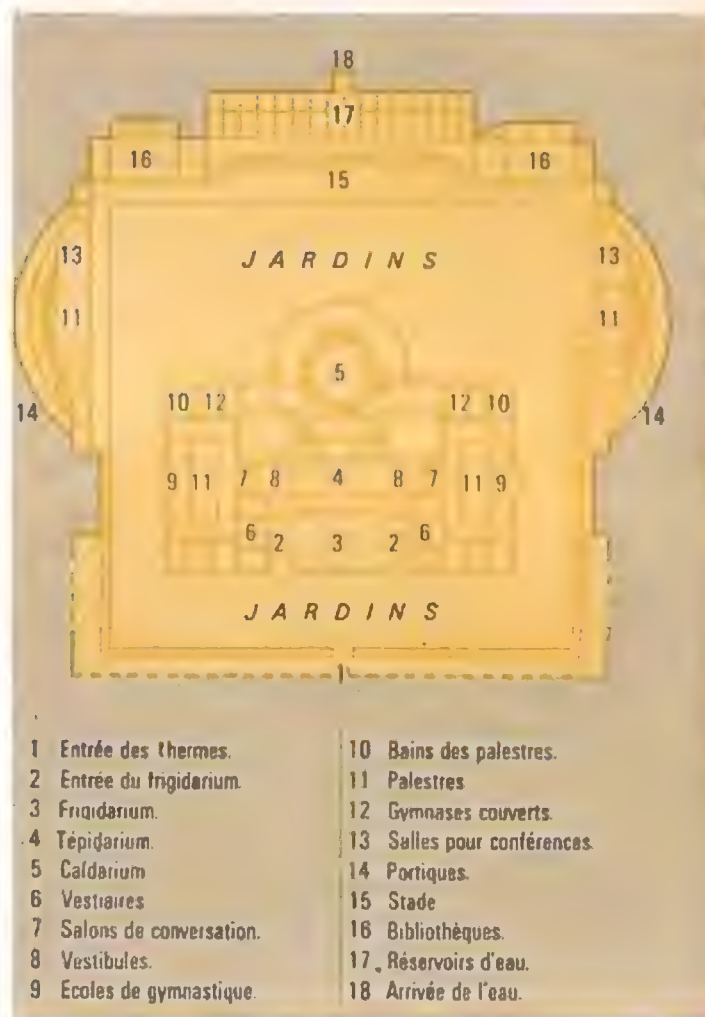 18
17
16 16
15
13 JARDINS 13
11 11
5
10 12 12 10
14 14
9 11 7 8 4 8 7 11 9
6 2 3 2 6
JARDINS
1
1 Entrée des thermes.
2 Entrée du frigidarium.
3 Frigidarium.
4 Tépidarium.
5 Caldarium
6 Vestiaires
7 Salons de conversation.
8 Vestibules.
9 Ecoles de gymnastique.
10 Bains des palestres.
11 Palestres
12 Gymnases couverts.
13 Salles pour conférences.
14 Portiques.
15 Stade
16 Bibliothèques.
17 Réservoirs d'eau.
18 Arrivée de l'eau.